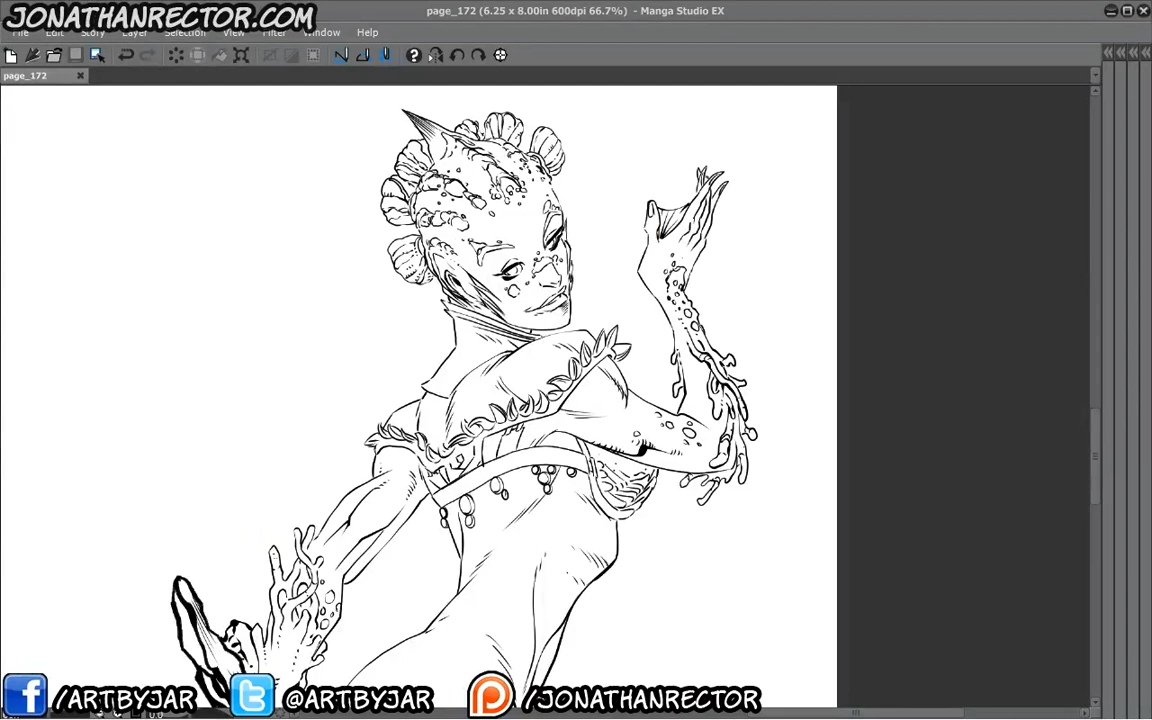 JONATHANRECTOR.COM
page_172 (6.25 x 8.00in 600dpi 66.7%) - Manga Studio EX
File Edit Story Layer Selection View Filter Window Help
page_172
/ARTBYJAR @ARTBYJAR /JONATHANRECTOR